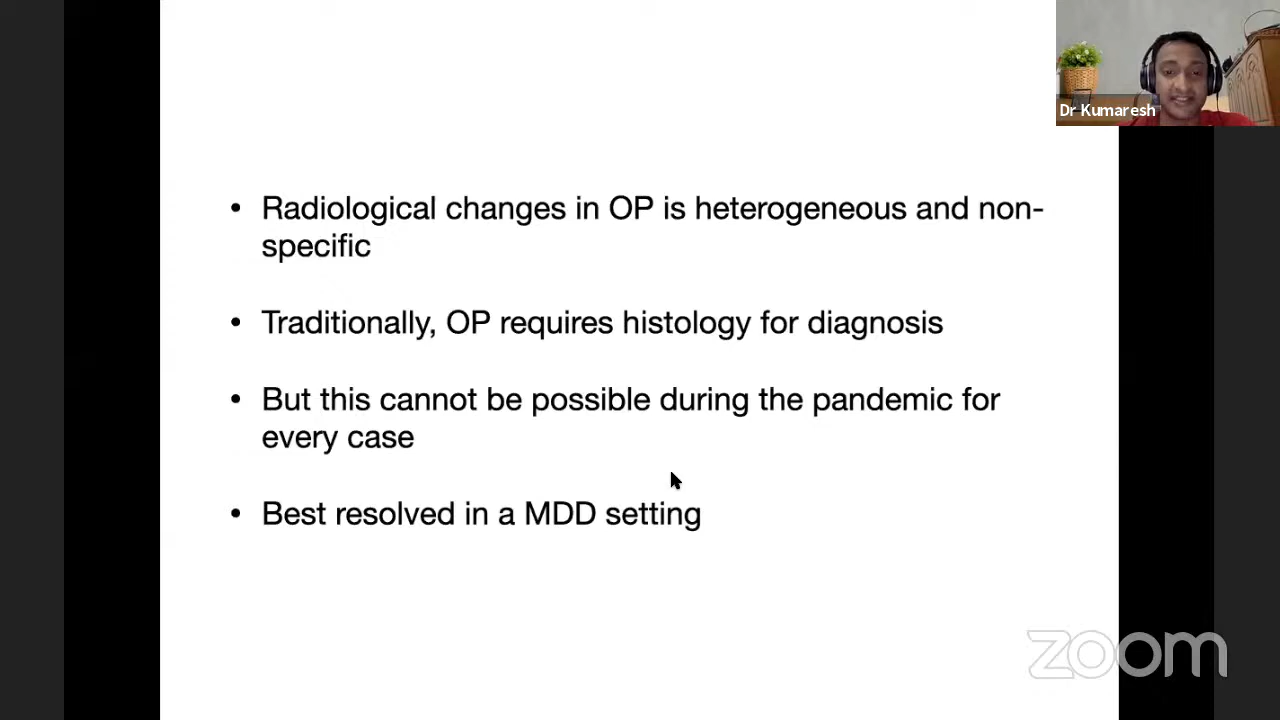 Dr Kumaresh
• Radiological changes in OP is heterogeneous and non-
specific
• Traditionally, OP requires histology for diagnosis
• But this cannot be possible during the pandemic for
every case
• Best resolved in a MDD setting
zoom